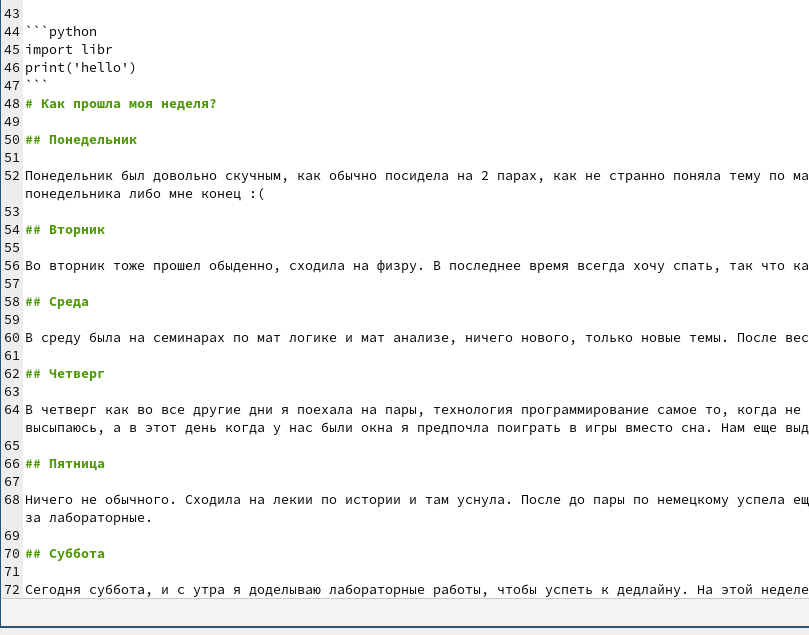 43
44 ```python
45 import libr
46 print('hello')
47 ```
48 # Как прошла моя неделя?
49
50 ## Понедельник
51
52 Понедельник был довольно скучным, как обычно посидела на 2 парах, как не странно поняла тему по ма
понедельника либо мне конец :(
53
54 ## Вторник
55
56 Во вторник тоже прошел обыденно, сходила на физру. В последнее время всегда хочу спать, так что ка
57
58 ## Среда
59
60 В среду была на семинарах по мат логике и мат анализе, ничего нового, только новые темы. После вес
61
62 ## Четверг
63
64 В четверг как во все другие дни я поехала на пары, технология программирование самое то, когда не
высыпаюсь, а в этот день когда у нас были окна я предпочла поиграть в игры вместо сна. Нам еще выд
65
66 ## Пятница
67
68 Ничего не обычного. Сходила на лекии по истории и там уснула. После до пары по немецкому успела ещ
за лабораторные.
69
70 ## Суббота
71
72 Сегодня суббота, и с утра я доделываю лабораторные работы, чтобы успеть к дедлайну. На этой неделе